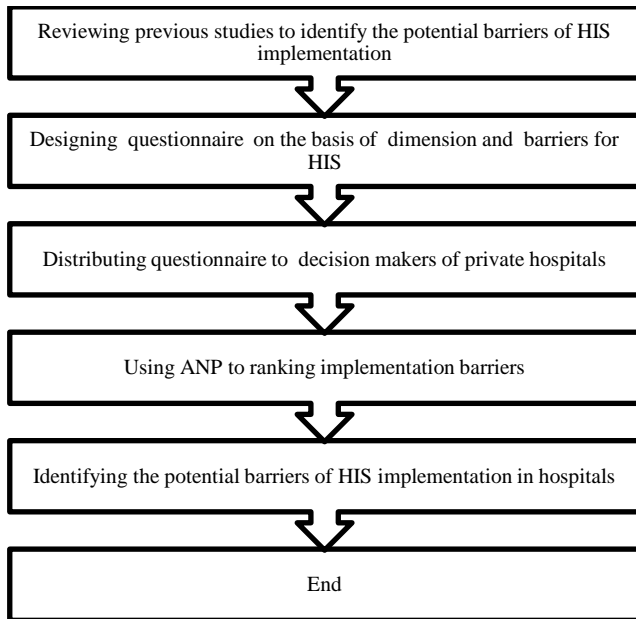 Reviewing previous studies to identify the potential barriers of HIS
implementation
Designing questionnaire on the basis of dimension and barriers for
HIS
Distributing questionnaire to decision makers of private hospitals
Using ANP to ranking implementation barriers
Identifying the potential barriers of HIS implementation in hospitals
End